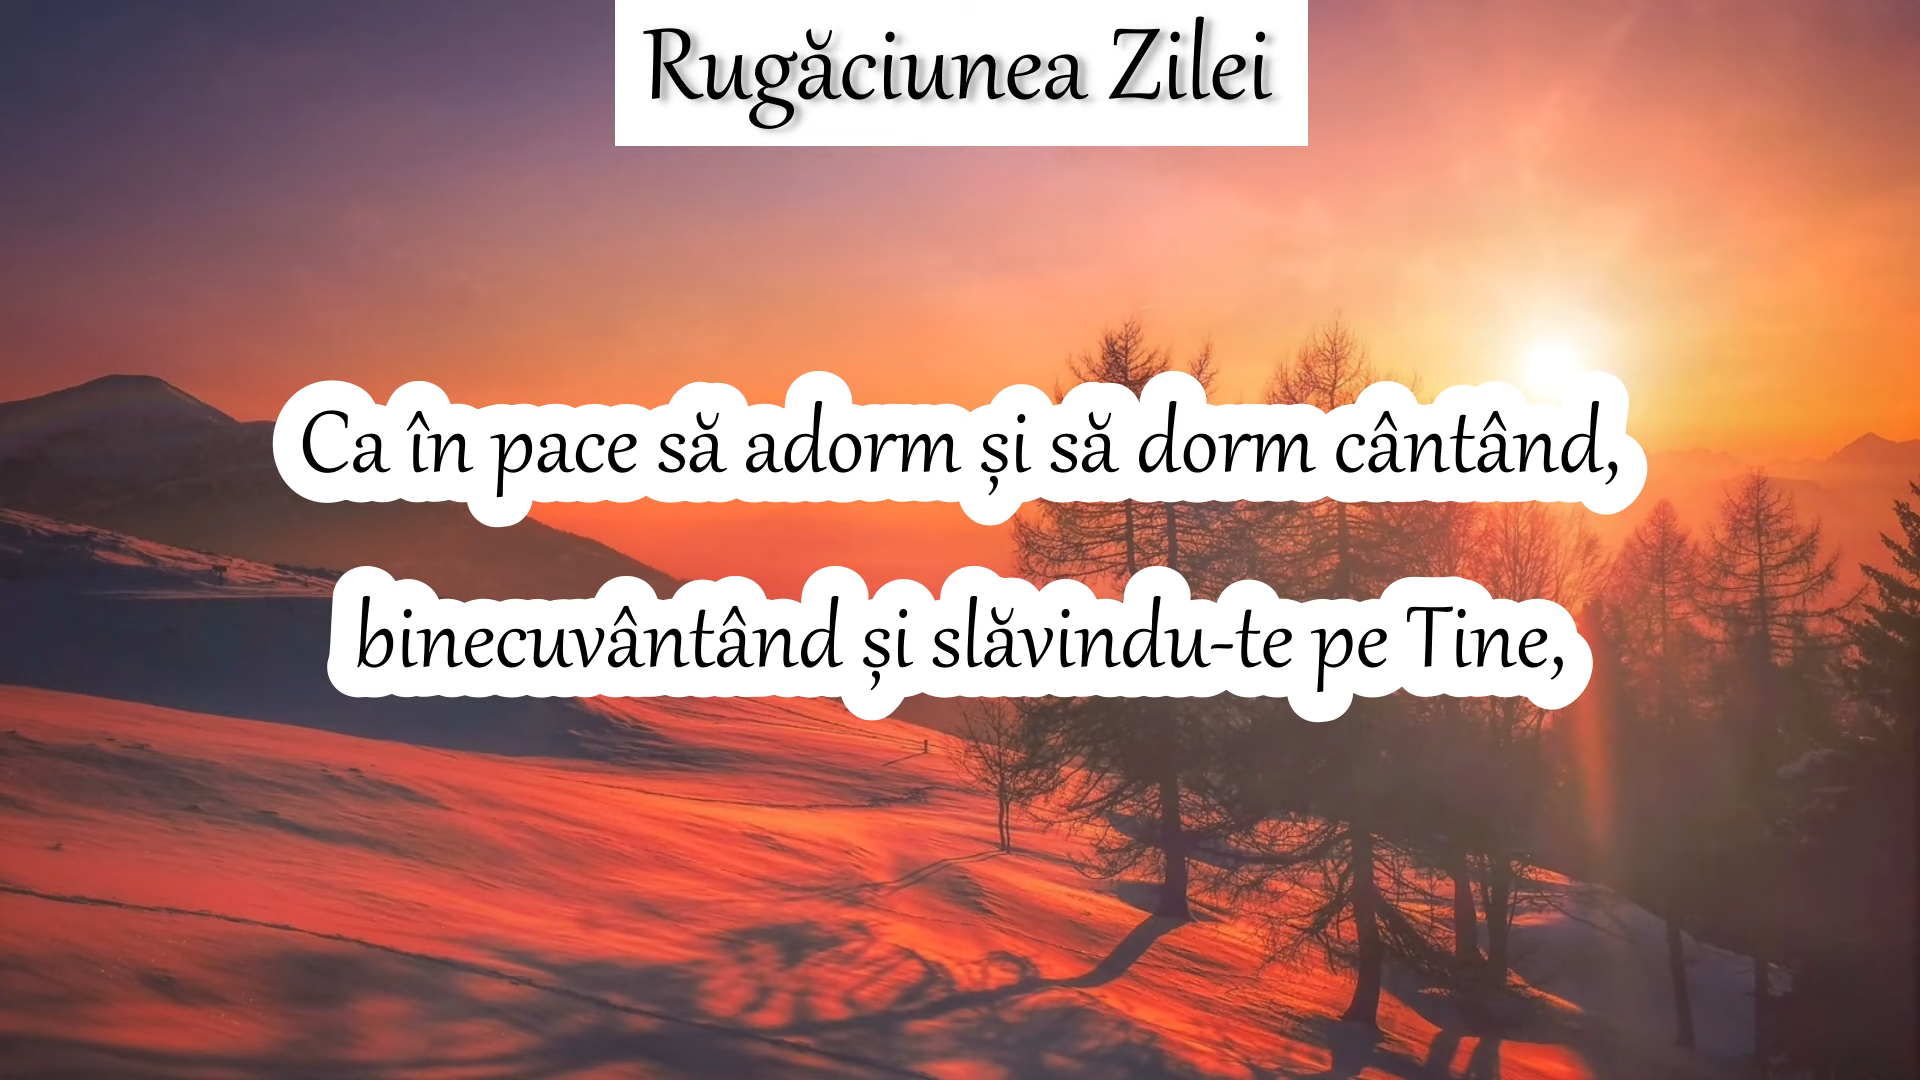 Rugăciunea Zilei
Ca în pace să adorm și să dorm cântând,
binecuvântând și slăvindu-te pe Tine,